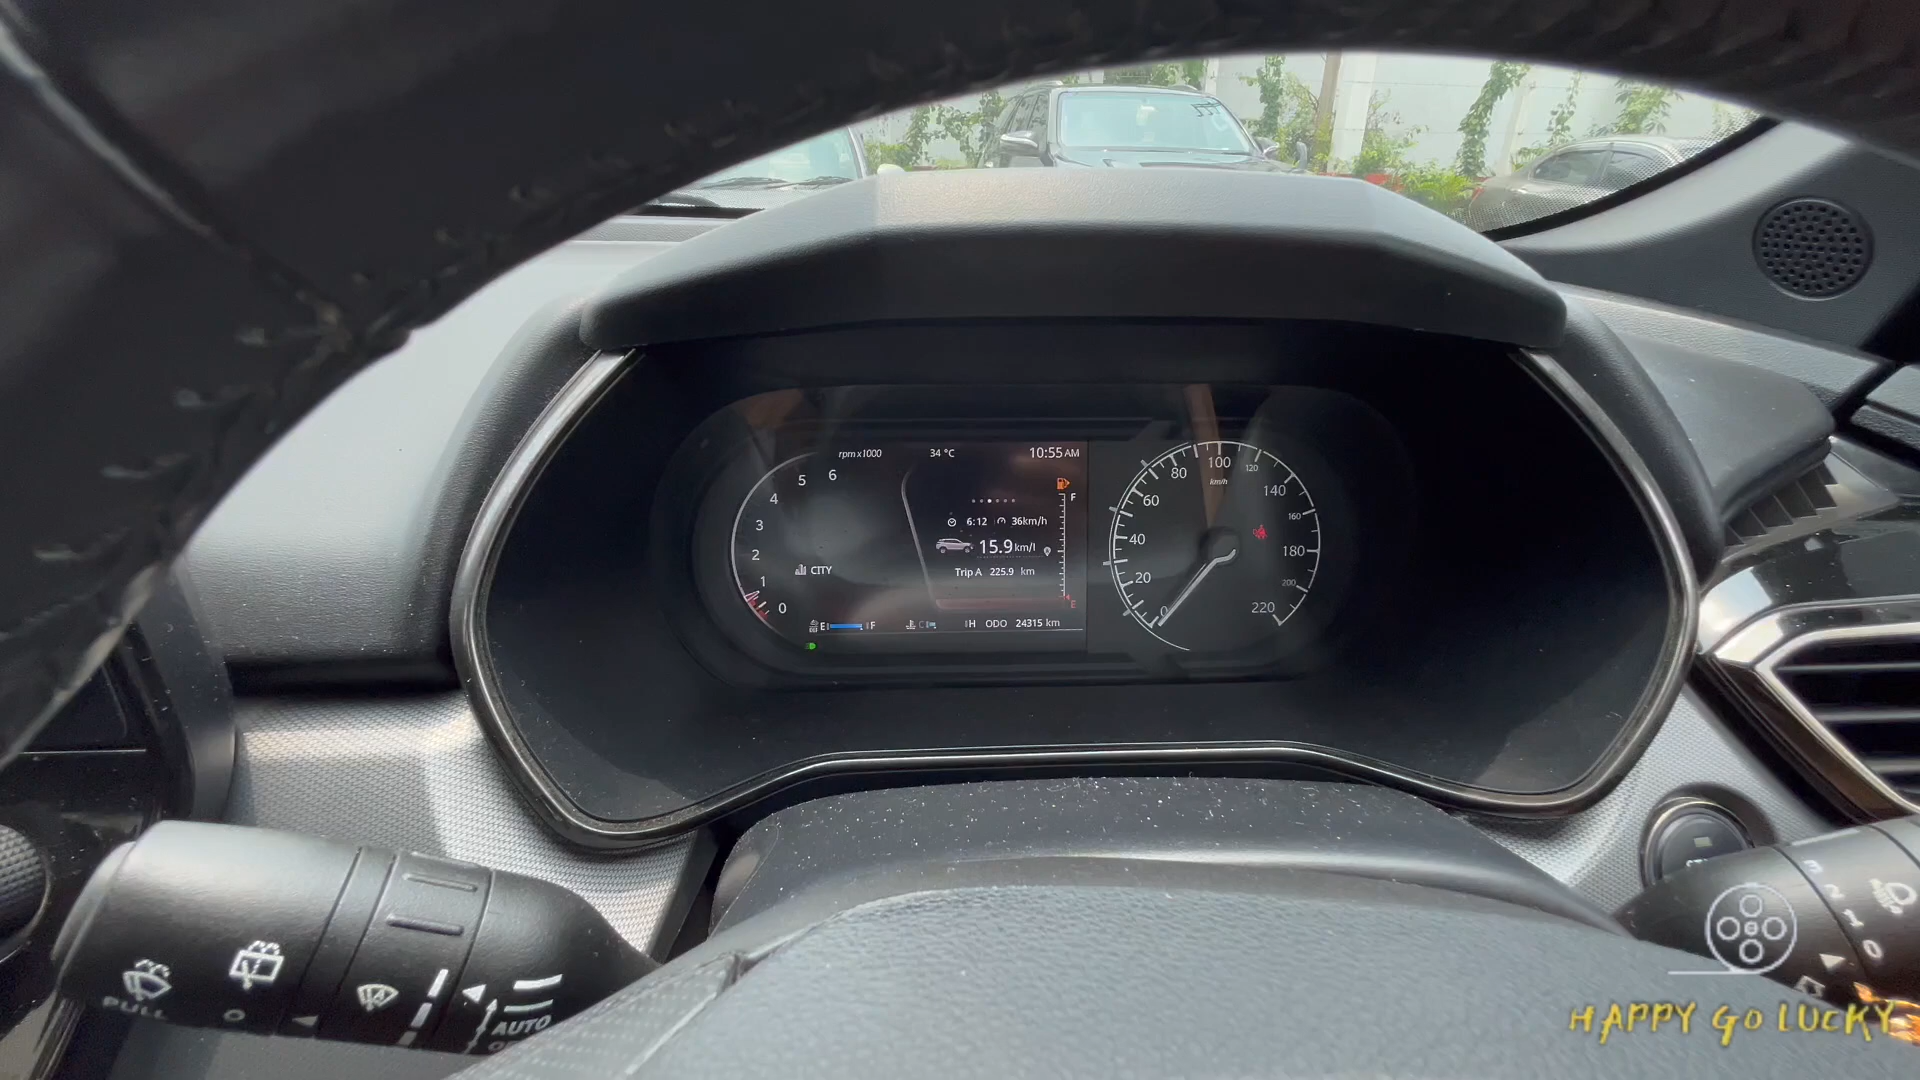 rpm x1000 34 °C 10:55 AM
6
5
4
3
2
1
0
F
6:12 36km/h
15.9 km/l
CITY
Trip A 225.9 km
E
E F C H ODO 24315 km
0
20
40
60
80
100
120
140
160
180
200
220
km/h
PULL
0
AUTO
HAPPY GO LUCKY